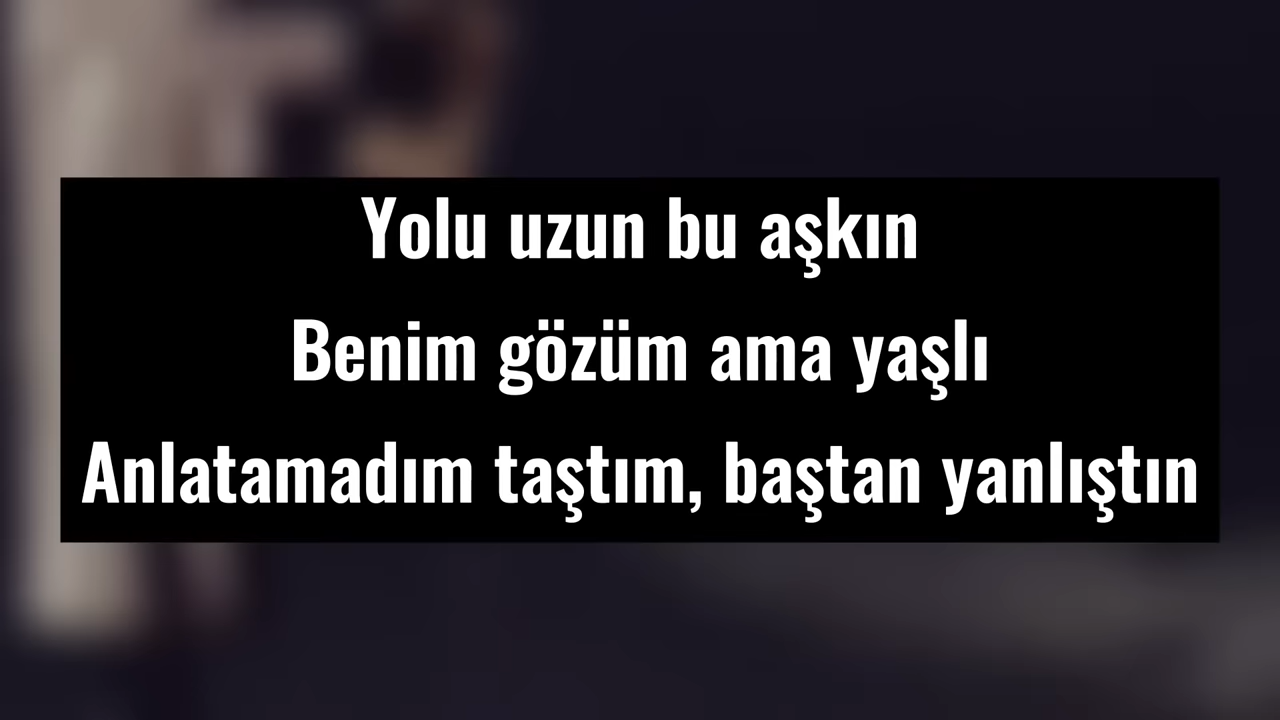 Yolu uzun bu aşkın
Benim gözüm ama yaşlı
Anlatamadım taştım, baştan yanlıştın